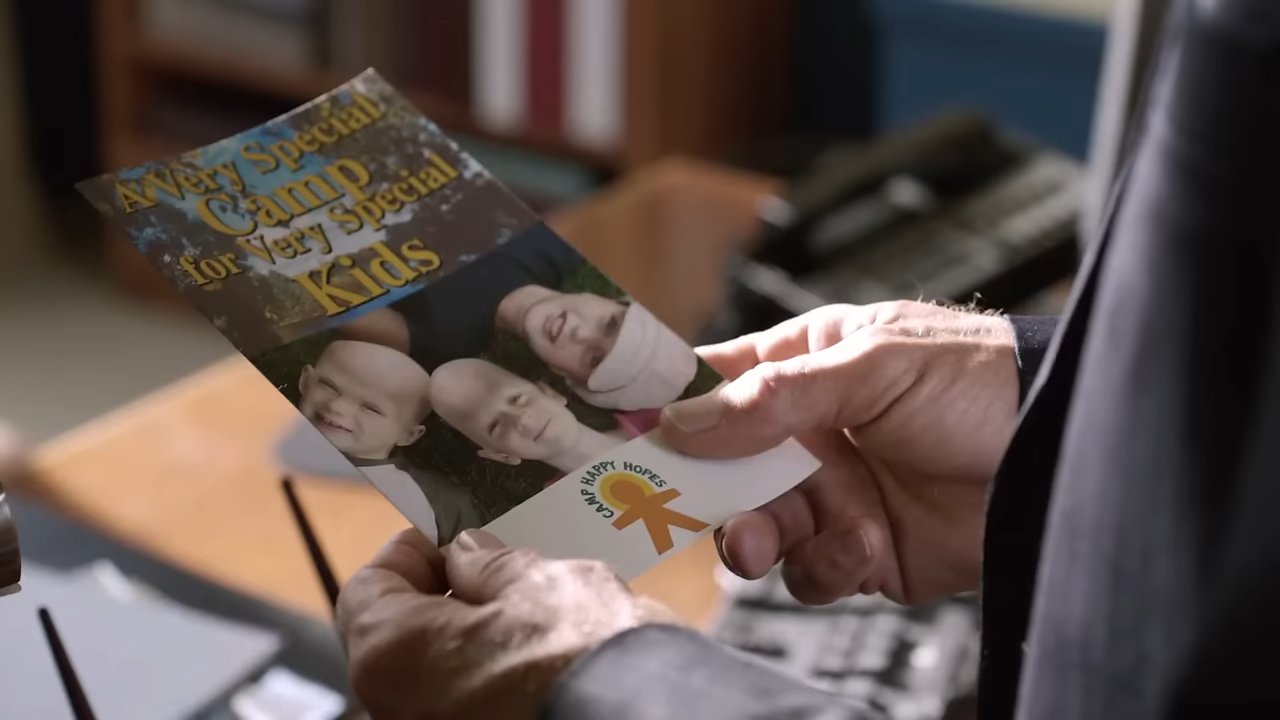 A Very Special
Camp
for Very Special
Kids
CAMP HAPPY HOPES